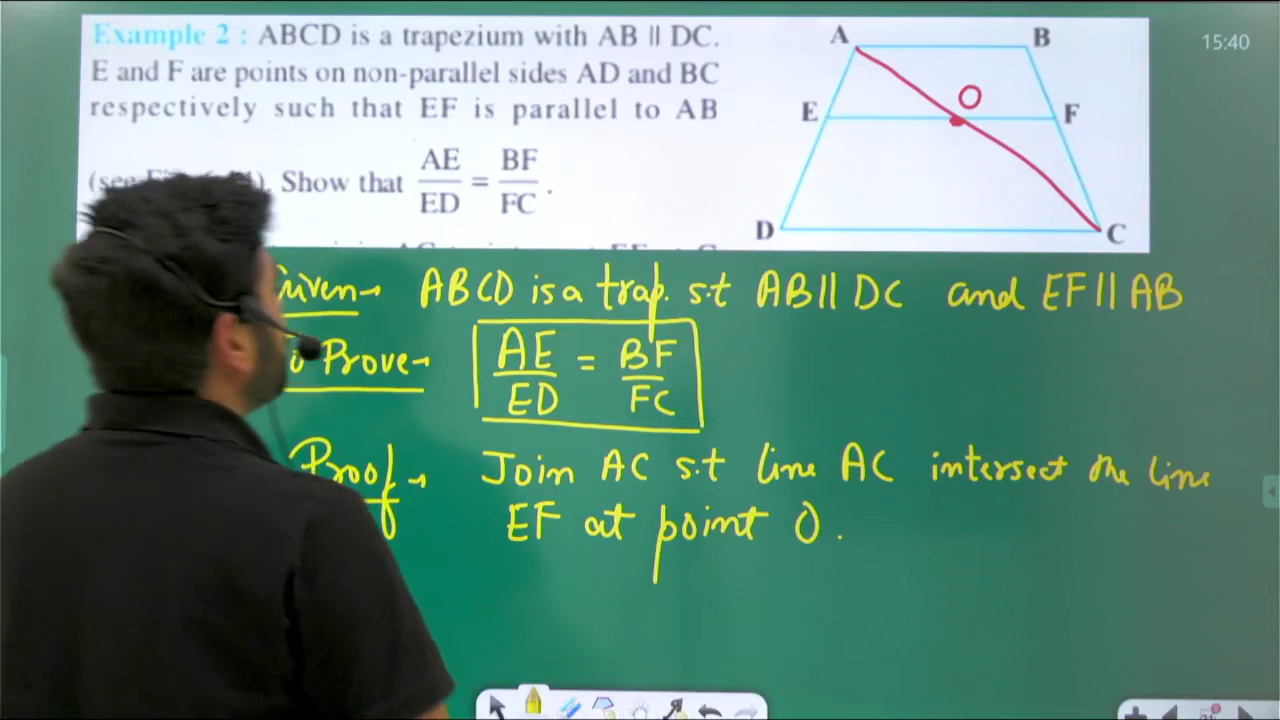 Example 2 : ABCD is a trapezium with AB || DC.
E and F are points on non-parallel sides AD and BC
respectively such that EF is parallel to AB
Show that AE/ED = BF/FC .
A
B
O
E
F
D
C
15:40
ABCD is a trap. s.t AB || DC and EF || AB
Prove → AE/ED = BF/FC
Proof → Join AC s.t line AC intersect the line
EF at point O.